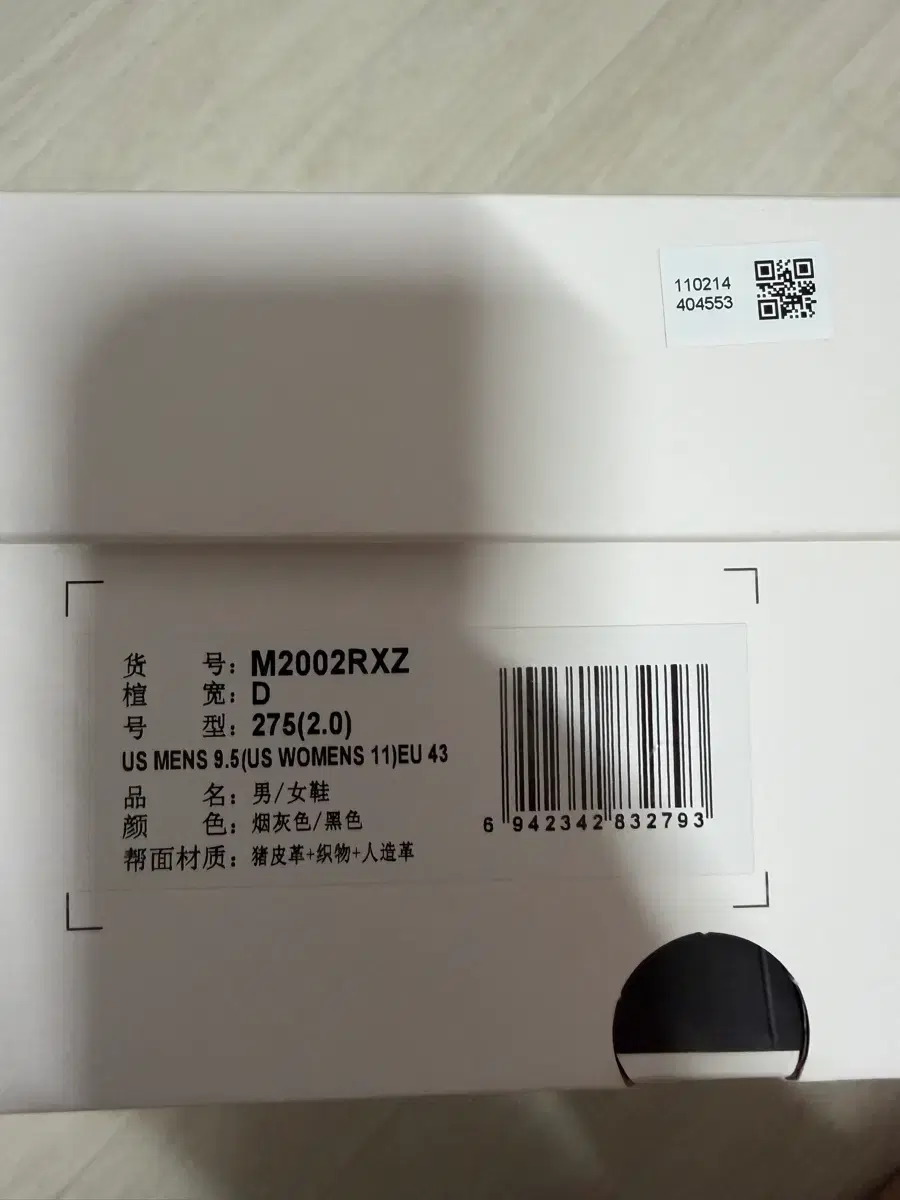 110214
404553
货 号: M2002RXZ
楦 宽: D
号 型: 275(2.0)
US MENS 9.5(US WOMENS 11)EU 43
品 名: 男/女鞋
颜 色: 烟灰色/黑色
帮面材质: 猪皮革+织物+人造革
6 942342 832793